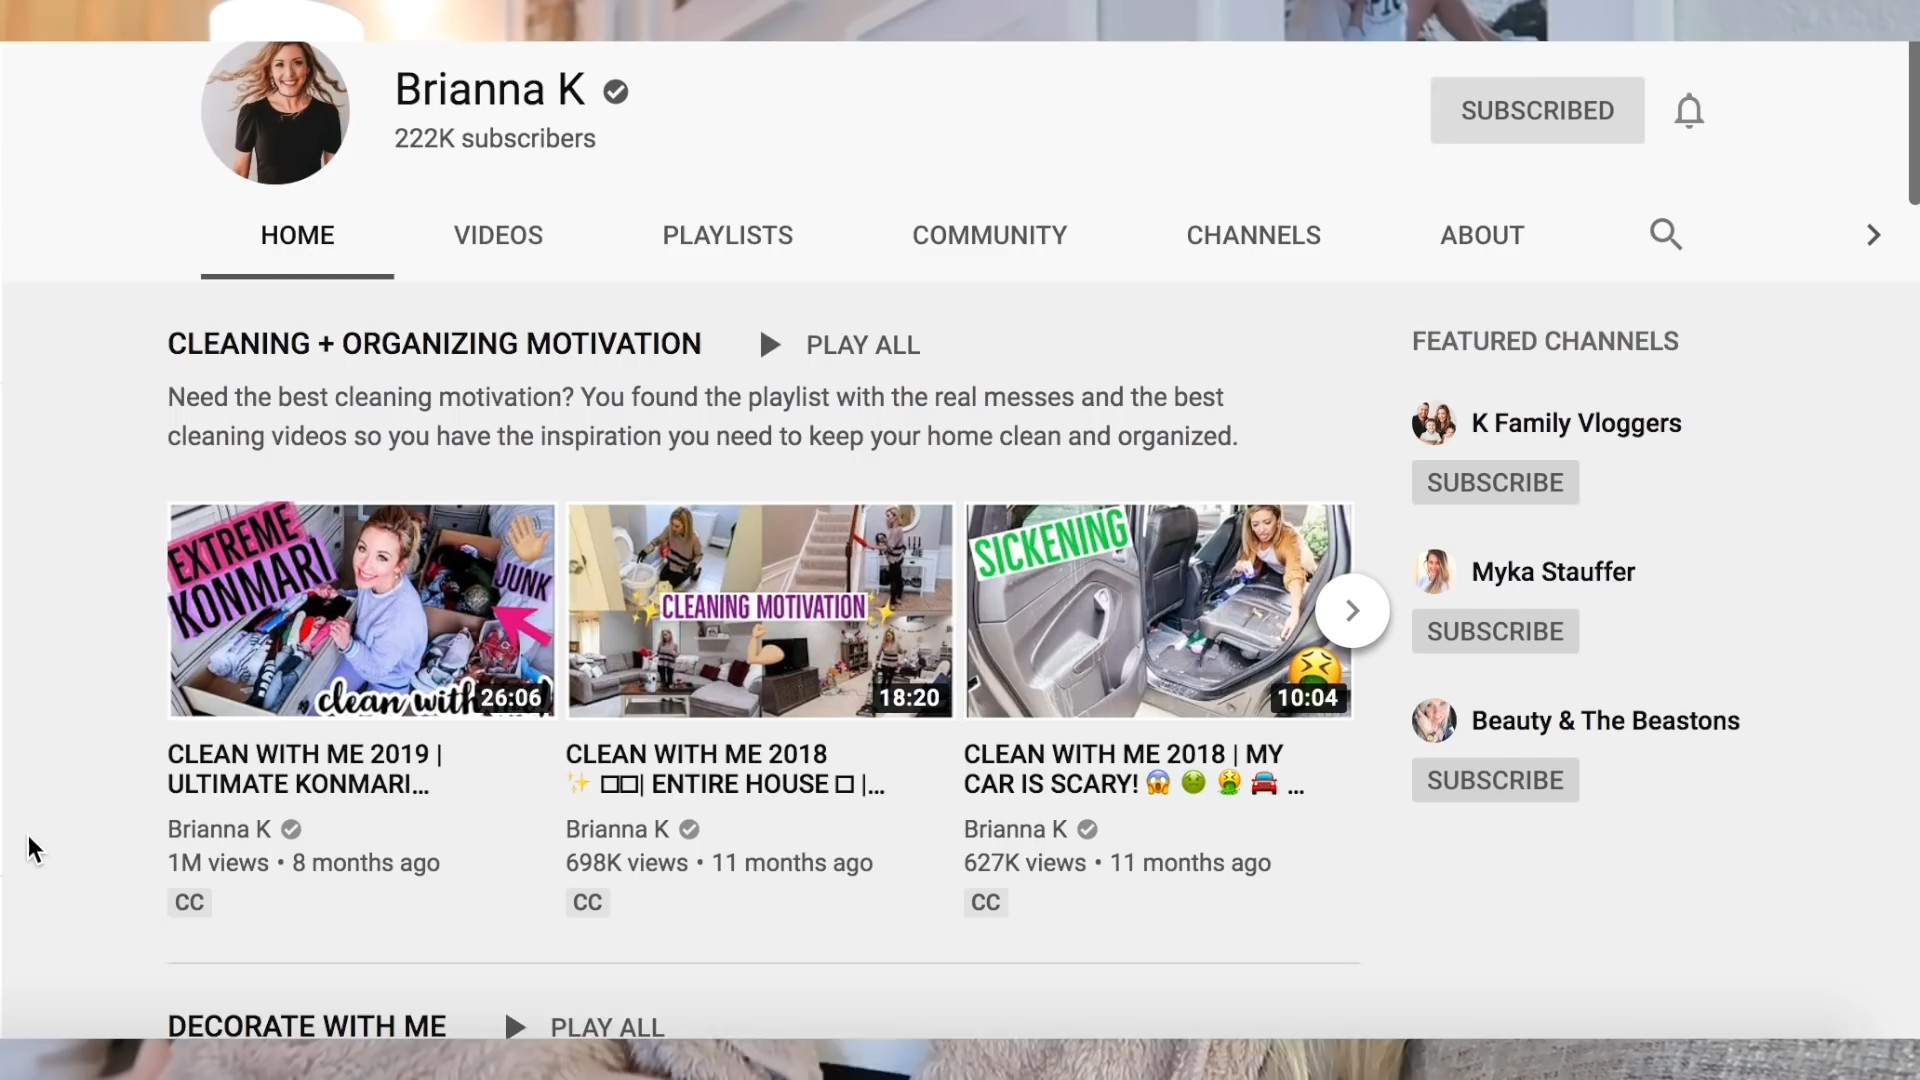 Brianna K
222K subscribers
SUBSCRIBED
HOME
VIDEOS
PLAYLISTS
COMMUNITY
CHANNELS
ABOUT
CLEANING + ORGANIZING MOTIVATION
PLAY ALL
Need the best cleaning motivation? You found the playlist with the real messes and the best
cleaning videos so you have the inspiration you need to keep your home clean and organized.
EXTREME
KONMARI
JUNK
clean with
26:06
CLEANING MOTIVATION
18:20
SICKENING
10:04
CLEAN WITH ME 2019 |
ULTIMATE KONMARI...
Brianna K
1M views • 8 months ago
CC
CLEAN WITH ME 2018
✨ □□| ENTIRE HOUSE □ |...
Brianna K
698K views • 11 months ago
CC
CLEAN WITH ME 2018 | MY
CAR IS SCARY! 😱 🤢 🤮 🚘 ...
Brianna K
627K views • 11 months ago
CC
FEATURED CHANNELS
K Family Vloggers
SUBSCRIBE
Myka Stauffer
SUBSCRIBE
Beauty & The Beastons
SUBSCRIBE
DECORATE WITH ME
PLAY ALL